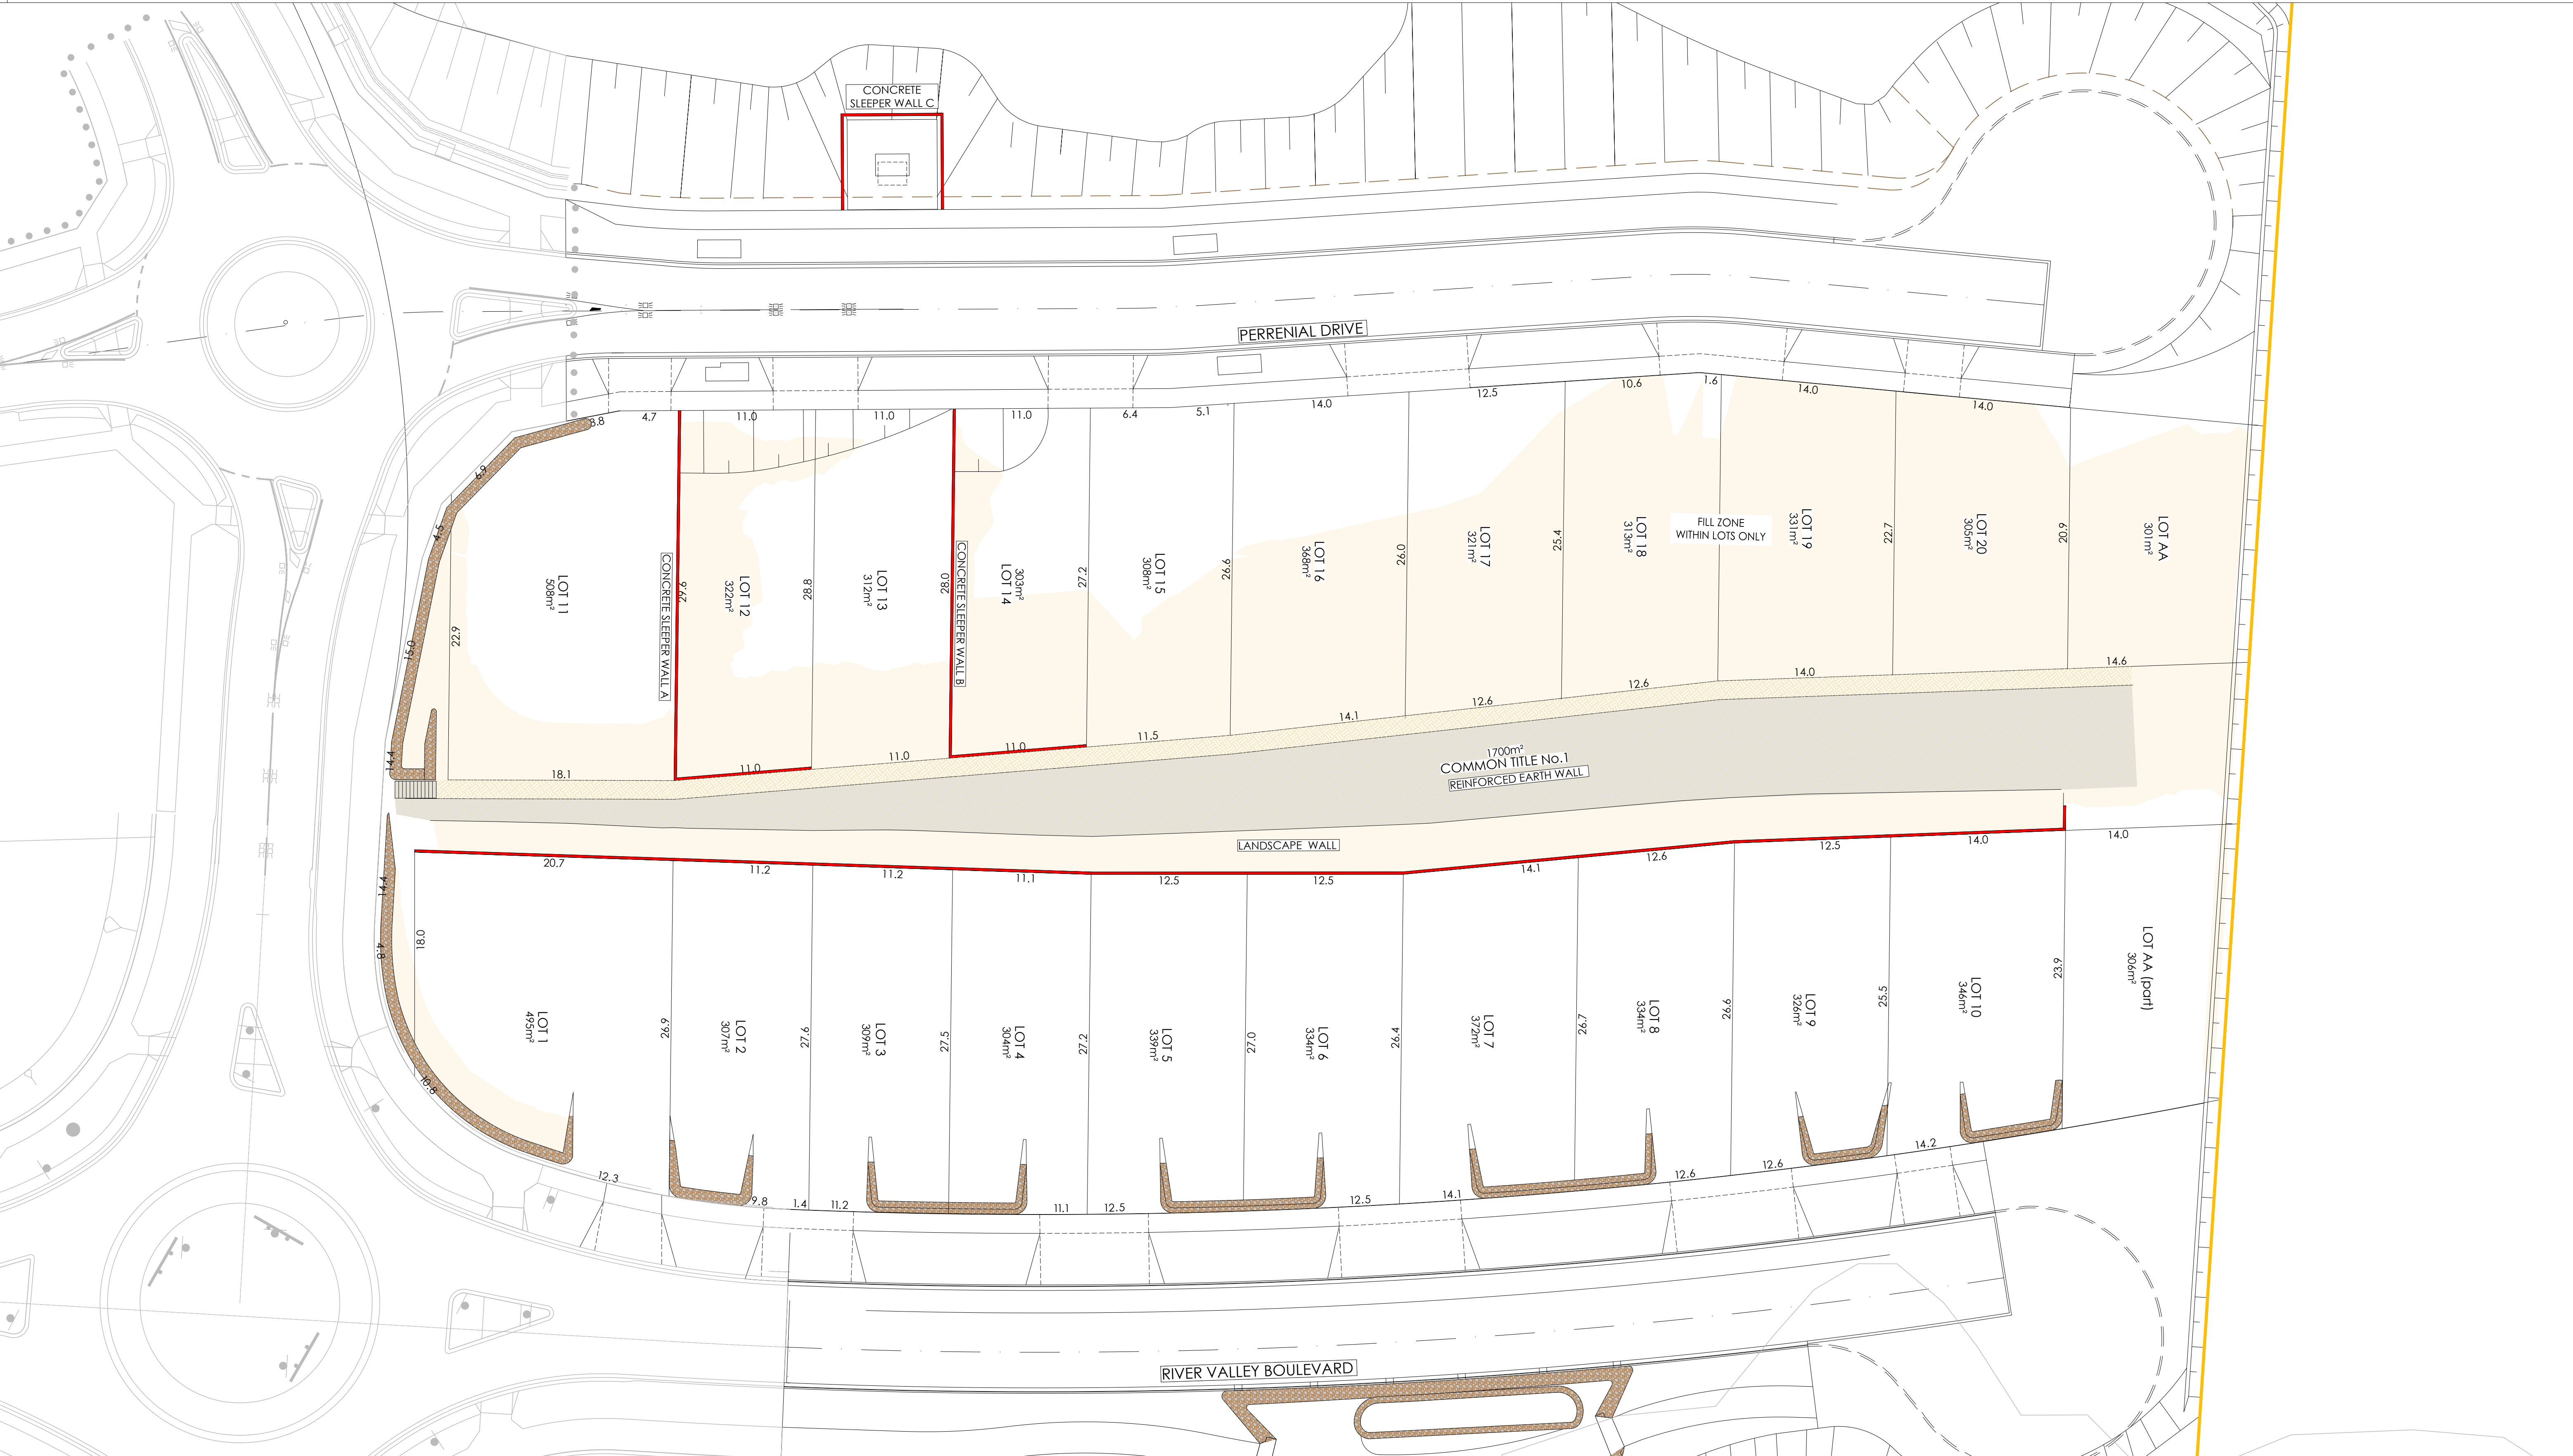 CONCRETE
SLEEPER WALL C
PERRENIAL DRIVE
3.8
4.7
11.0
11.0
11.0
6.4
5.1
14.0
12.5
10.6
1.6
14.0
14.0
6.9
4.5
15.0
14.4
22.9
LOT 11
508m²
CONCRETE SLEEPER WALL A
29.7
LOT 12
322m²
28.8
LOT 13
312m²
28.0
CONCRETE SLEEPER WALL B
303m²
LOT 14
27.2
LOT 15
308m²
26.6
LOT 16
368m²
26.0
LOT 17
321m²
25.4
LOT 18
313m²
FILL ZONE
WITHIN LOTS ONLY
LOT 19
331m²
22.7
LOT 20
305m²
20.9
LOT AA
301m²
18.1
11.0
11.0
11.0
11.5
14.1
12.6
12.6
14.0
14.6
1700m²
COMMON TITLE No.1
REINFORCED EARTH WALL
LANDSCAPE WALL
20.7
11.2
11.2
11.1
12.5
12.5
14.1
12.6
12.5
14.0
14.0
14.4
4.8
18.0
10.8
LOT 1
495m²
26.9
LOT 2
307m²
27.6
LOT 3
309m²
27.5
LOT 4
304m²
27.2
LOT 5
339m²
27.0
LOT 6
334m²
26.4
LOT 7
372m²
26.7
LOT 8
334m²
26.6
LOT 9
326m²
25.5
LOT 10
346m²
23.9
LOT AA (part)
306m²
12.3
9.8
1.4
11.2
11.1
12.5
12.5
14.1
12.6
12.6
14.2
RIVER VALLEY BOULEVARD